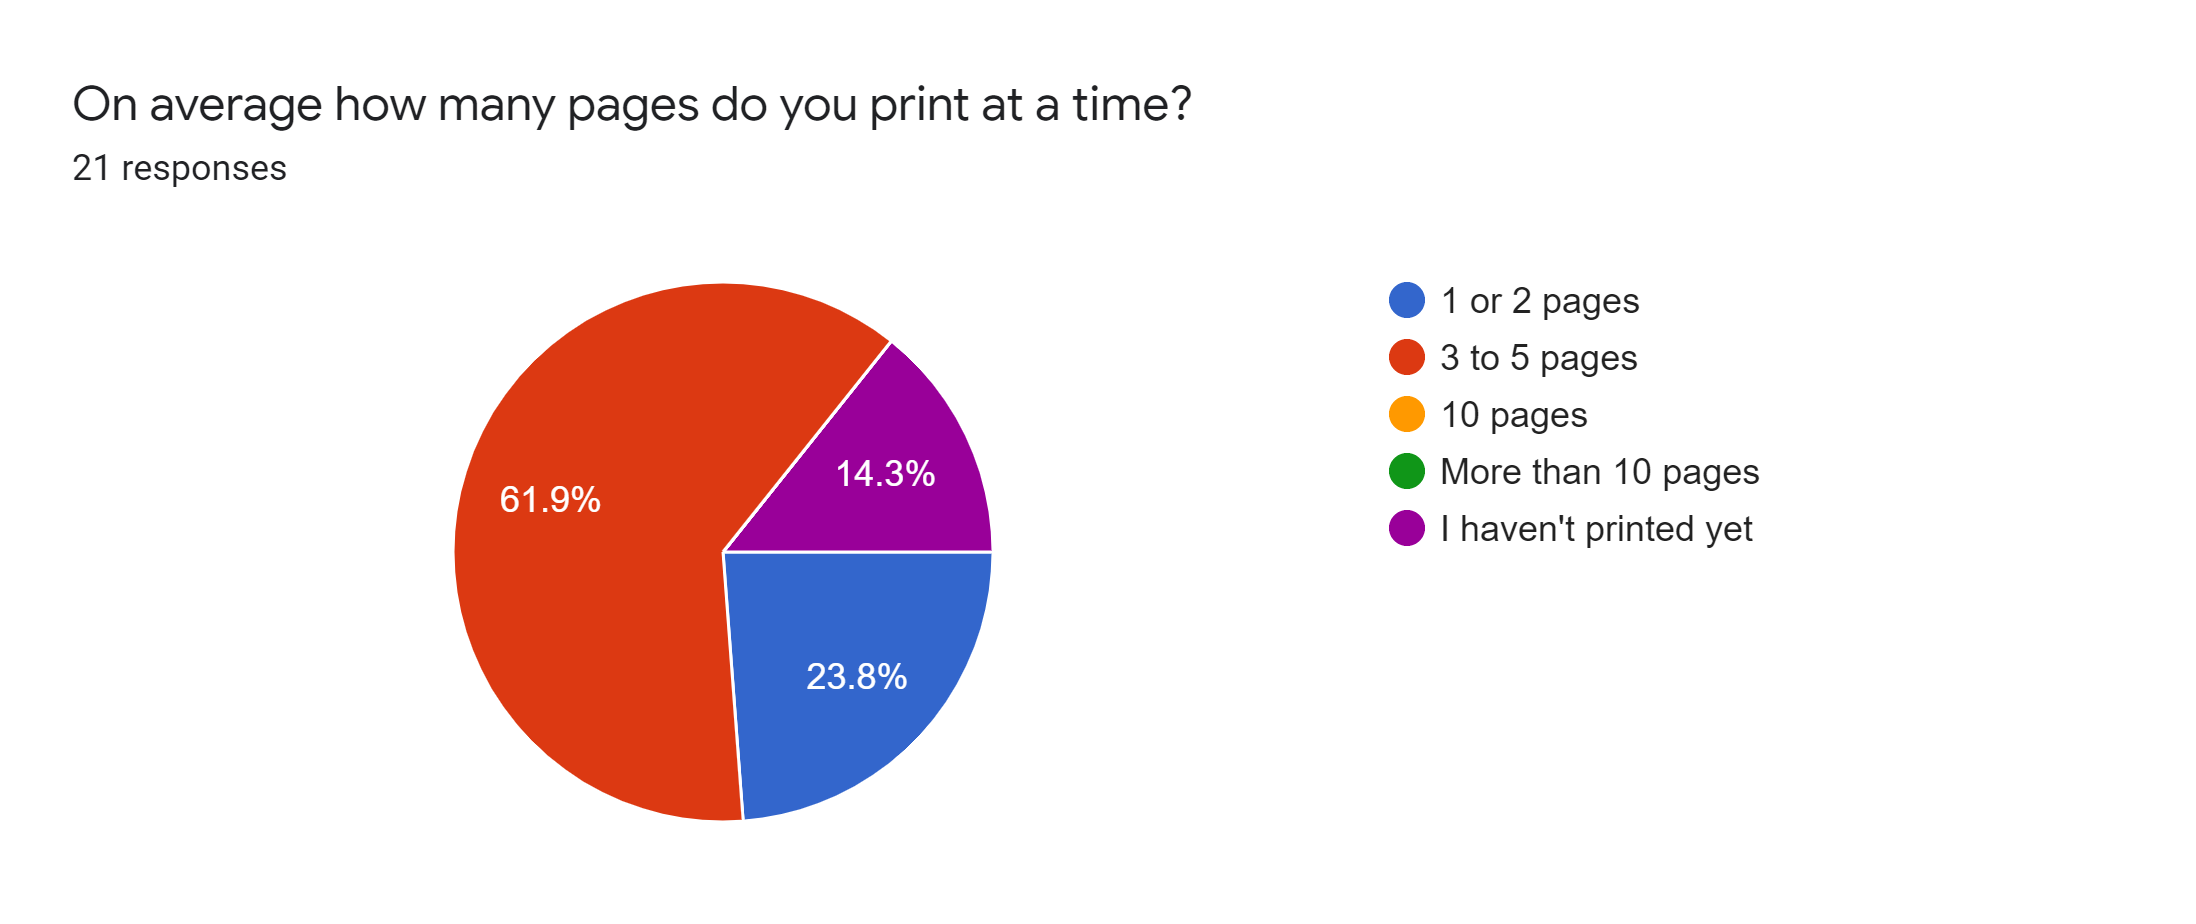 On average how many pages do you print at a time?
21 responses
61.9%
14.3%
23.8%
1 or 2 pages
3 to 5 pages
10 pages
More than 10 pages
I haven't printed yet